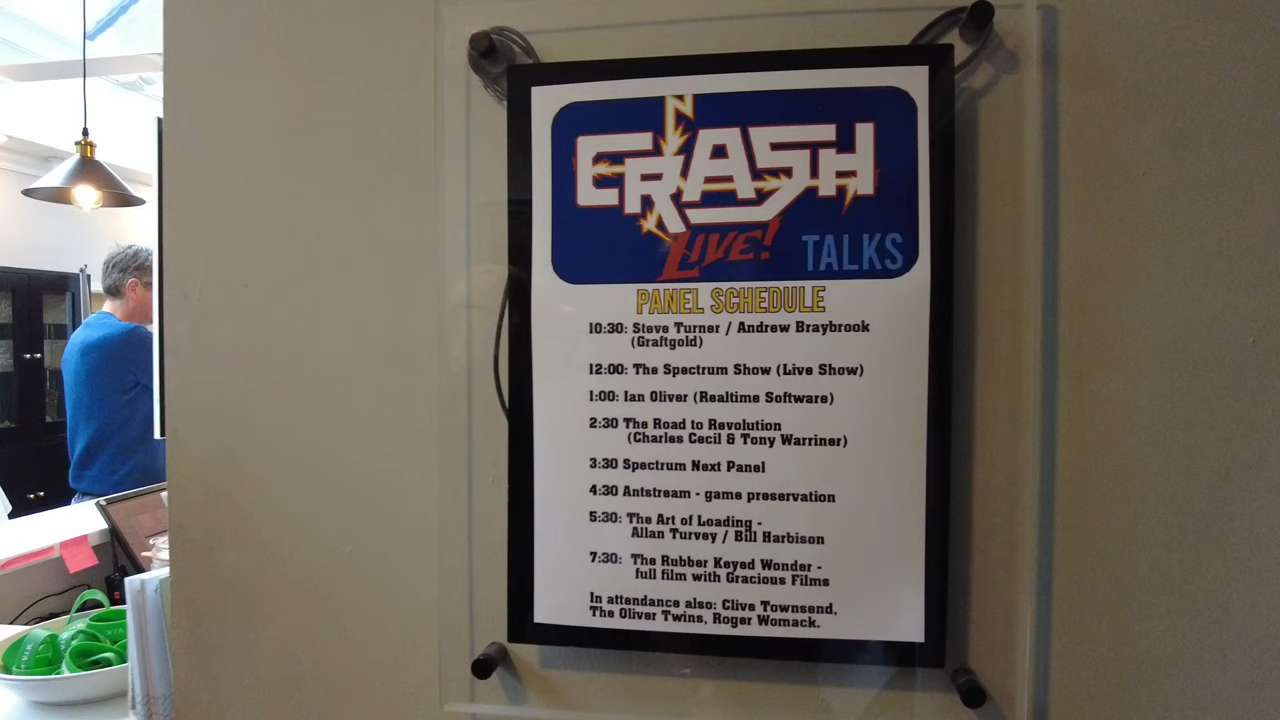 CRASH
LIVE! TALKS
PANEL SCHEDULE
10:30: Steve Turner / Andrew Braybrook
(Graftgold)
12:00: The Spectrum Show (Live Show)
1:00: Ian Oliver (Realtime Software)
2:30 The Road to Revolution
(Charles Cecil & Tony Warriner)
3:30 Spectrum Next Panel
4:30 Antstream - game preservation
5:30: The Art of Loading -
Allan Turvey / Bill Harbison
7:30: The Rubber Keyed Wonder -
full film with Gracious Films
In attendance also: Clive Townsend,
The Oliver Twins, Roger Womack.